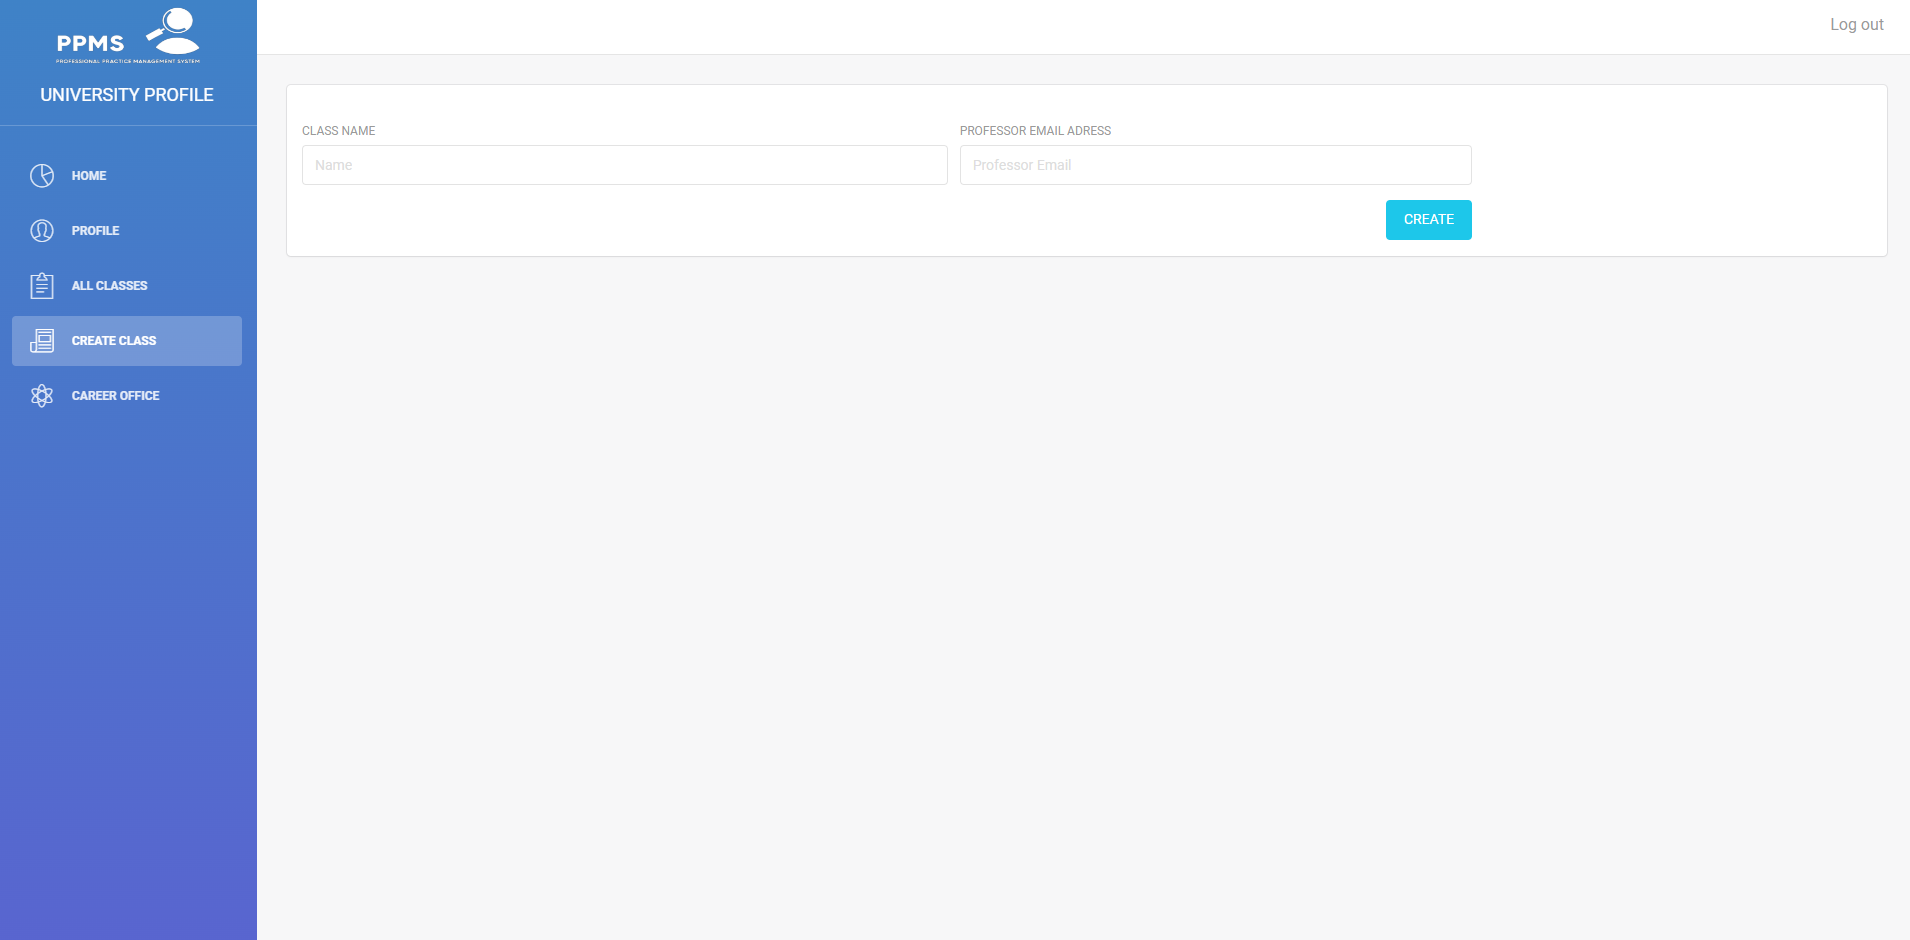 PPMS
PROFESSIONAL PRACTICE MANAGEMENT SYSTEM
UNIVERSITY PROFILE
HOME
PROFILE
ALL CLASSES
CREATE CLASS
CAREER OFFICE
Log out
CLASS NAME
Name
PROFESSOR EMAIL ADRESS
Professor Email
CREATE